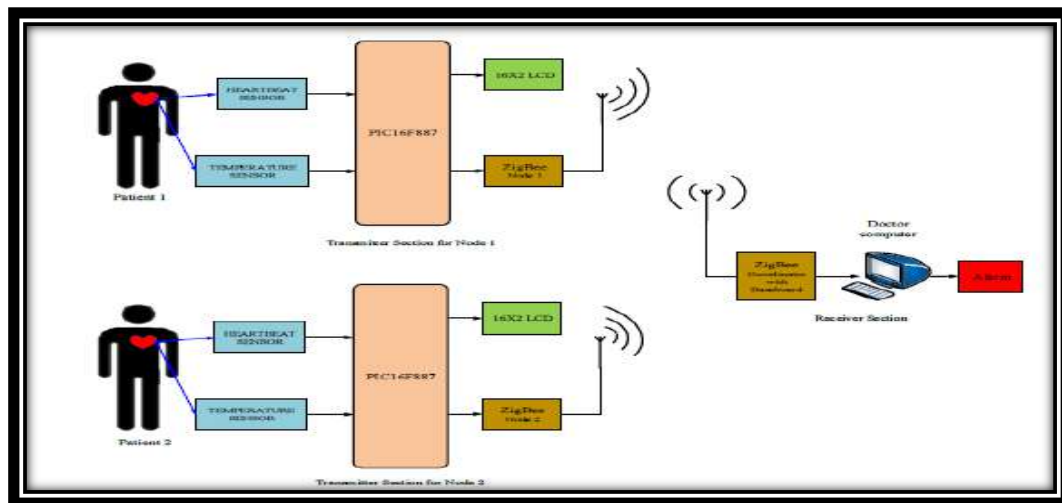 HEARTBEAT
SENSOR
TEMPERATURE
SENSOR
Patient 1
PIC16F887
16X2 LCD
ZigBee
Node 1
Transmitter Section for Node 1
HEARTBEAT
SENSOR
TEMPERATURE
SENSOR
Patient 2
PIC16F887
16X2 LCD
ZigBee
Node 2
Transmitter Section for Node 2
Doctor
computer
ZigBee
Coordinator
with
Alarm
Receiver Section